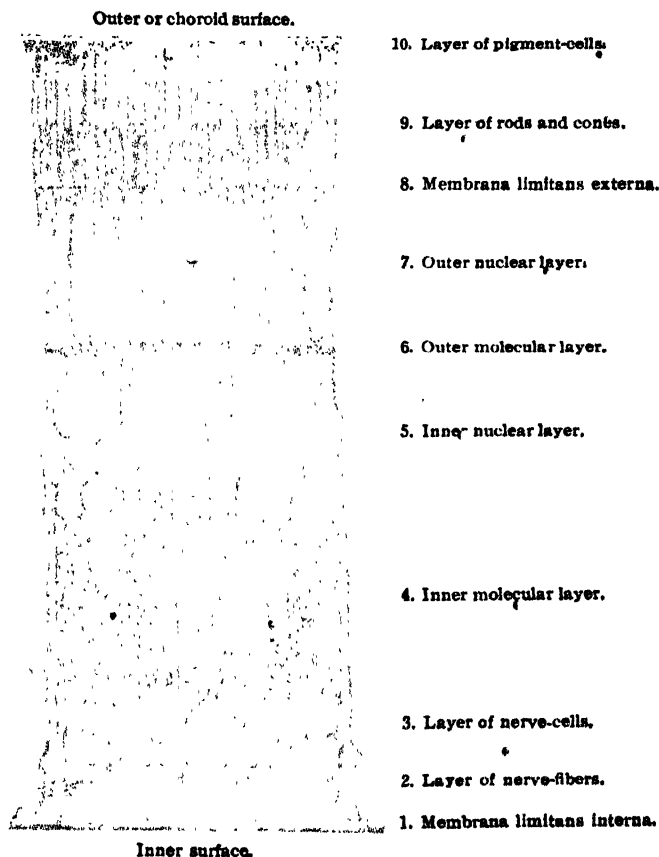 Outer or choroid surface.
10. Layer of pigment-cells.
9. Layer of rods and cones.
8. Membrana limitans externa.
7. Outer nuclear layer.
6. Outer molecular layer.
5. Inner nuclear layer.
4. Inner molecular layer.
3. Layer of nerve-cells.
2. Layer of nerve-fibers.
1. Membrana limitans interna.
Inner surface.